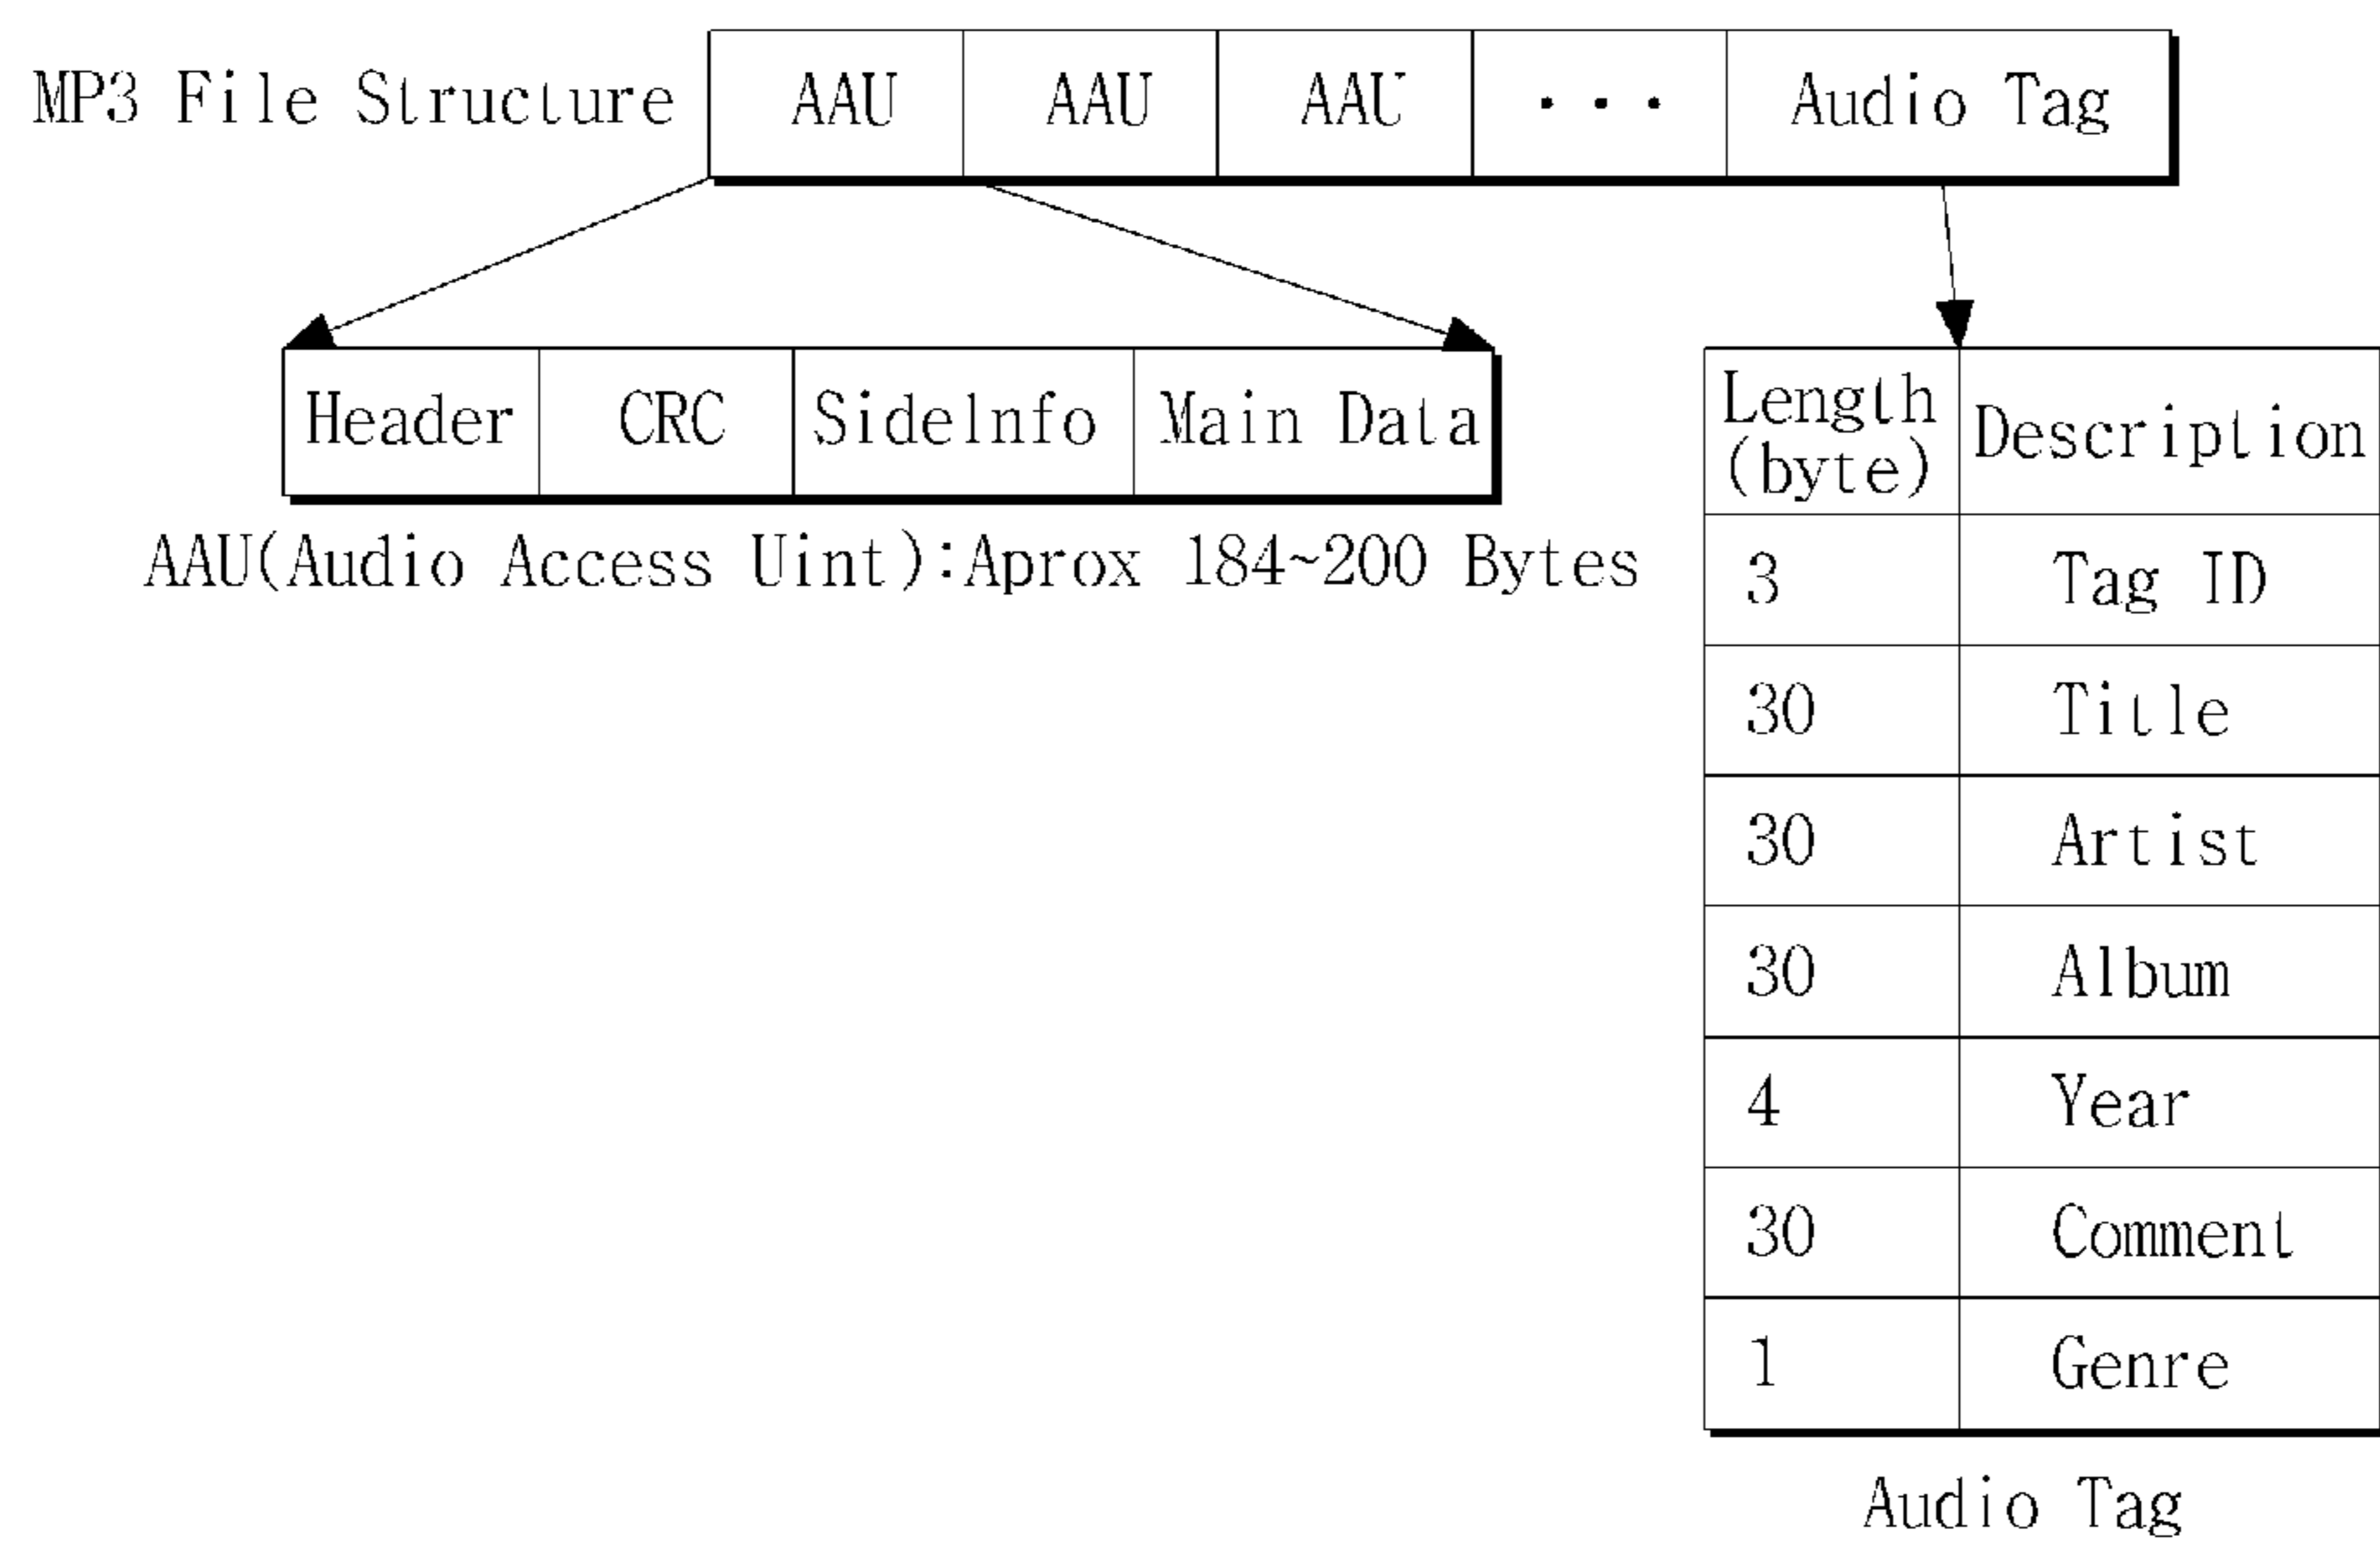 MP3 File Structure AAU AAU AAU ... Audio Tag
Header CRC SideInfo Main Data
AAU(Audio Access Uint):Aprox 184~200 Bytes
Length (byte) Description
3 Tag ID
30 Title
30 Artist
30 Album
4 Year
30 Comment
1 Genre
Audio Tag